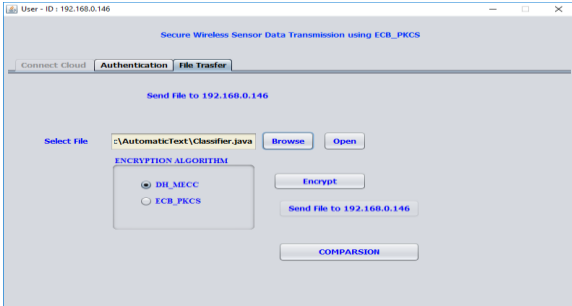 User - ID : 192.168.0.146
Secure Wireless Sensor Data Transmission using ECB_PKCS
Connect Cloud Authentication File Trasfer
Send File to 192.168.0.146
Select File :\AutomaticText\Classifier.java Browse Open
ENCRYPTION ALGORITHM
DH_MECC
ECB_PKCS
Encrypt
Send File to 192.168.0.146
COMPARSION